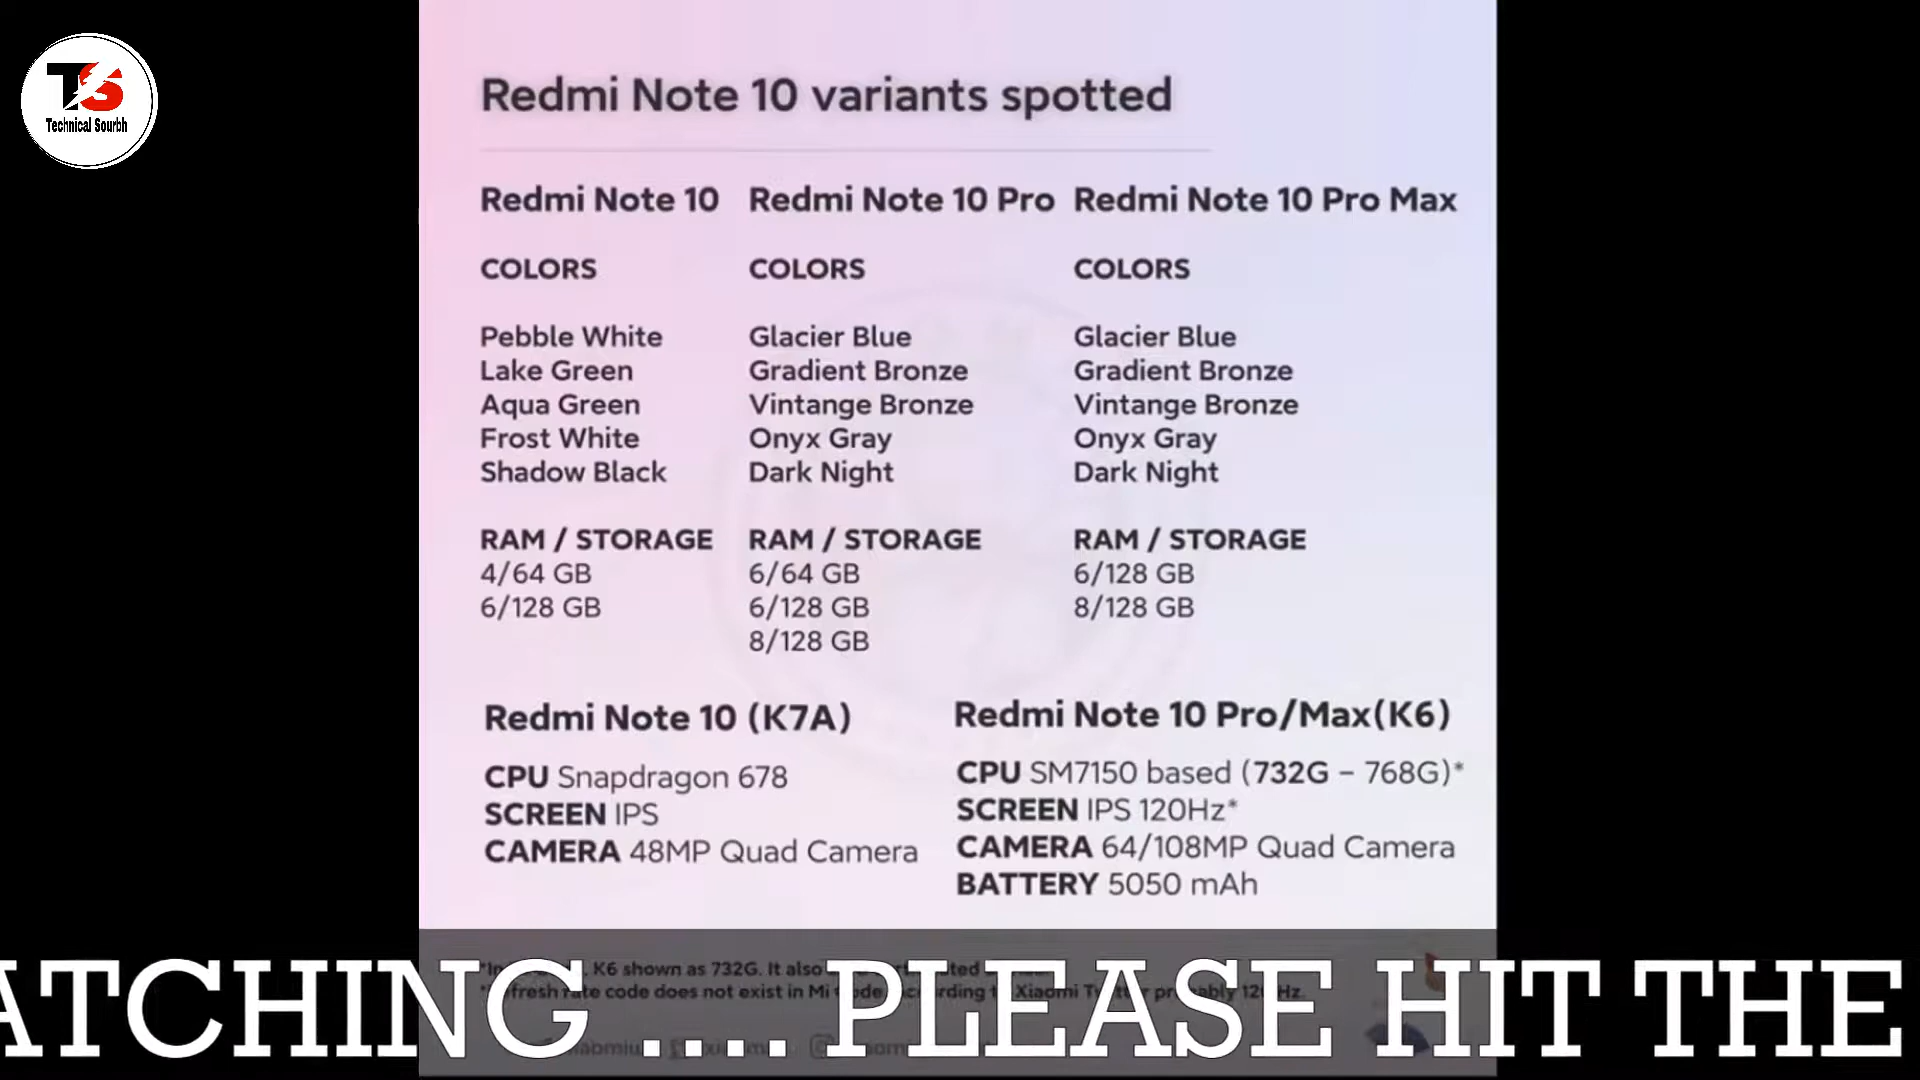 TS
Technical Sourbh
Redmi Note 10 variants spotted
Redmi Note 10 Redmi Note 10 Pro Redmi Note 10 Pro Max
COLORS COLORS COLORS
Pebble White Glacier Blue Glacier Blue
Lake Green Gradient Bronze Gradient Bronze
Aqua Green Vintange Bronze Vintange Bronze
Frost White Onyx Gray Onyx Gray
Shadow Black Dark Night Dark Night
RAM / STORAGE RAM / STORAGE RAM / STORAGE
4/64 GB 6/64 GB 6/128 GB
6/128 GB 6/128 GB 8/128 GB
8/128 GB
Redmi Note 10 (K7A) Redmi Note 10 Pro/Max(K6)
CPU Snapdragon 678 CPU SM7150 based (732G – 768G)*
SCREEN IPS SCREEN IPS 120Hz*
CAMERA 48MP Quad Camera CAMERA 64/108MP Quad Camera
BATTERY 5050 mAh
K6 shown as 732G. It also
rate code does not exist in Mi Xiaomi
ATCHING .... PLEASE HIT THE